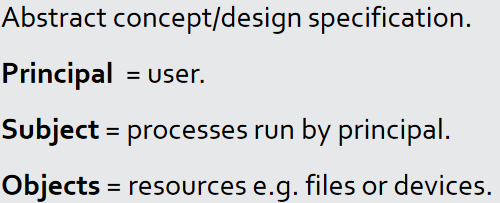 Abstract concept/design specification.
Principal = user.
Subject = processes run by principal.
Objects = resources e.g. files or devices.